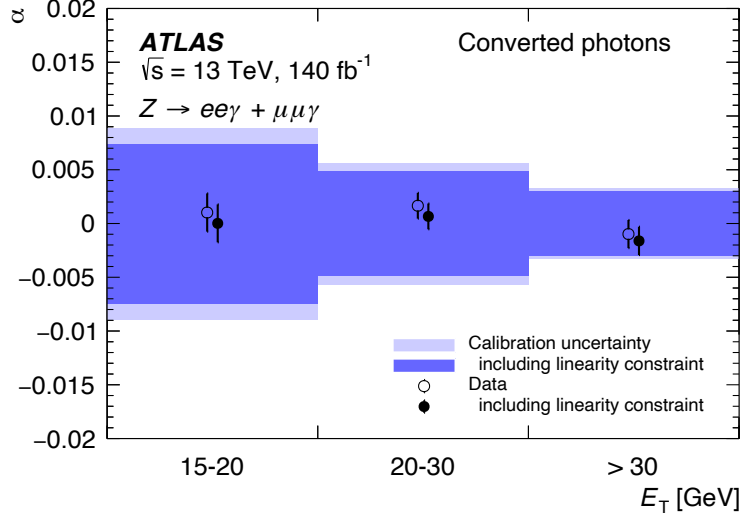 α
0.02
0.015
0.01
0.005
0
−0.005
−0.01
−0.015
−0.02
ATLAS
√s = 13 TeV, 140 fb⁻¹
Z → eeγ + μμγ
Converted photons
Calibration uncertainty
including linearity constraint
Data
including linearity constraint
15-20
20-30
> 30
E_T [GeV]